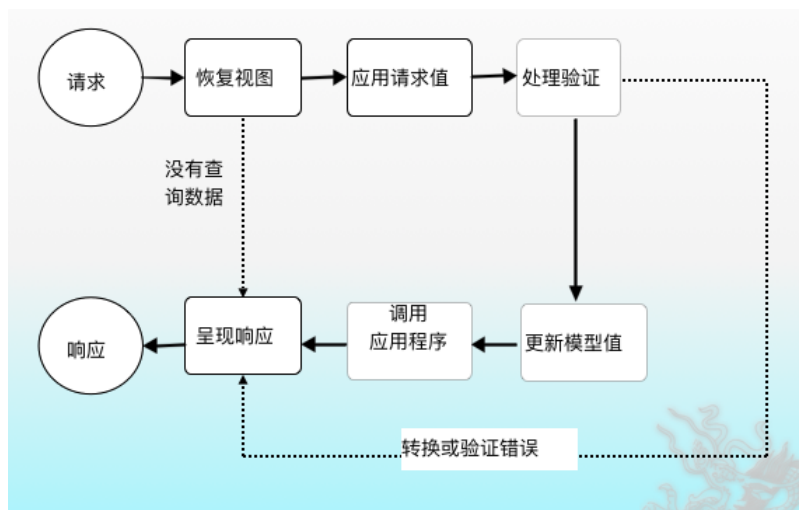 请求
恢复视图
应用请求值
处理验证
没有查
询数据
响应
呈现响应
调用
应用程序
更新模型值
转换或验证错误